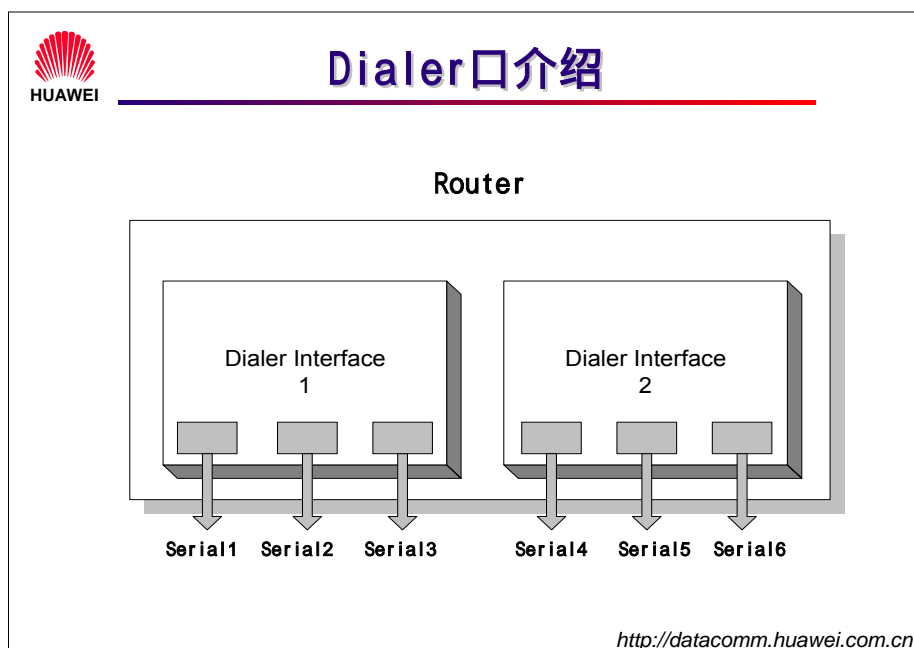 HUAWEI
Dialer口介绍
Router
Dialer Interface
1
Dialer Interface
2
Serial1 Serial2 Serial3 Serial4 Serial5 Serial6
http://datacomm.huawei.com.cn